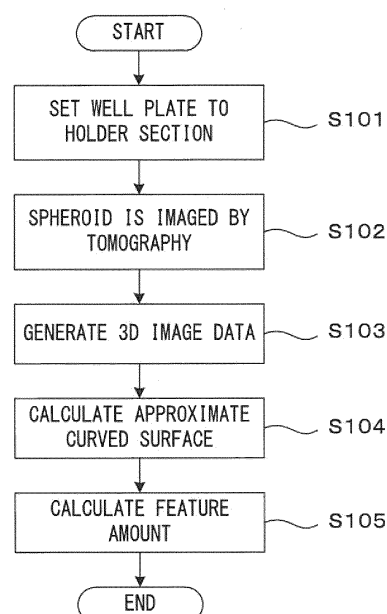 START
SET WELL PLATE TO
HOLDER SECTION
S101
SPHEROID IS IMAGED BY
TOMOGRAPHY
S102
GENERATE 3D IMAGE DATA
S103
CALCULATE APPROXIMATE
CURVED SURFACE
S104
CALCULATE FEATURE
AMOUNT
S105
END